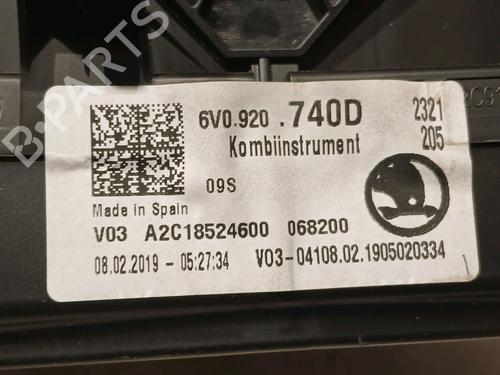 B-PARTS
6V0.920 .740D 2321
Kombiinstrument 205
09S
Made in Spain
V03 A2C18524600 068200
08.02.2019 - 05:27:34 V03-04108.02.1905020334